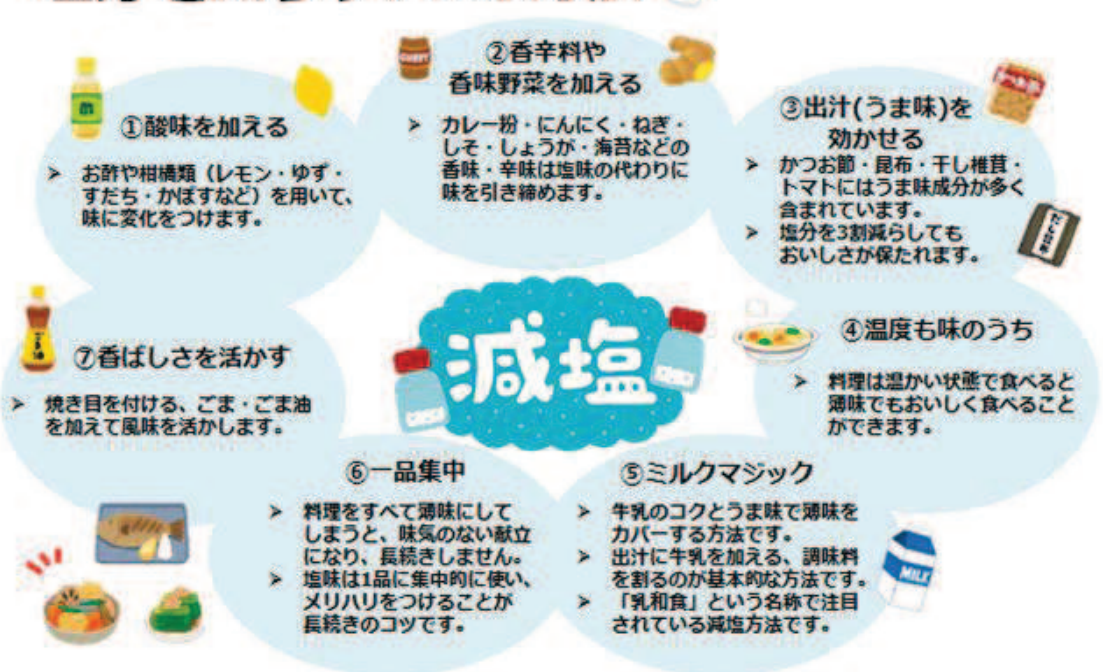 ①酸味を加える
➤ お酢や柑橘類（レモン・ゆず・
すだち・かぼすなど）を用いて、
味に変化をつけます。
②香辛料や
香味野菜を加える
➤ カレー粉・にんにく・ねぎ・
しそ・しょうが・海苔などの
香味・辛味は塩味の代わりに
味を引き締めます。
③出汁(うま味)を
効かせる
➤ かつお節・昆布・干し椎茸・
トマトにはうま味成分が多く
含まれています。
➤ 塩分を3割減らしても
おいしさが保たれます。
④温度も味のうち
➤ 料理は温かい状態で食べると
薄味でもおいしく食べること
ができます。
⑤ミルクマジック
➤ 牛乳のコクとうま味で薄味を
カバーする方法です。
➤ 出汁に牛乳を加える、調味料
を割るのが基本的な方法です。
➤ 「乳和食」という名称で注目
されている減塩方法です。
MILK
⑥一品集中
➤ 料理をすべて薄味にして
しまうと、味気のない献立
になり、長続きしません。
➤ 塩味は1品に集中的に使い、
メリハリをつけることが
長続きのコツです。
⑦香ばしさを活かす
➤ 焼き目を付ける、ごま・ごま油
を加えて風味を活かします。
減塩
酢
ごま油